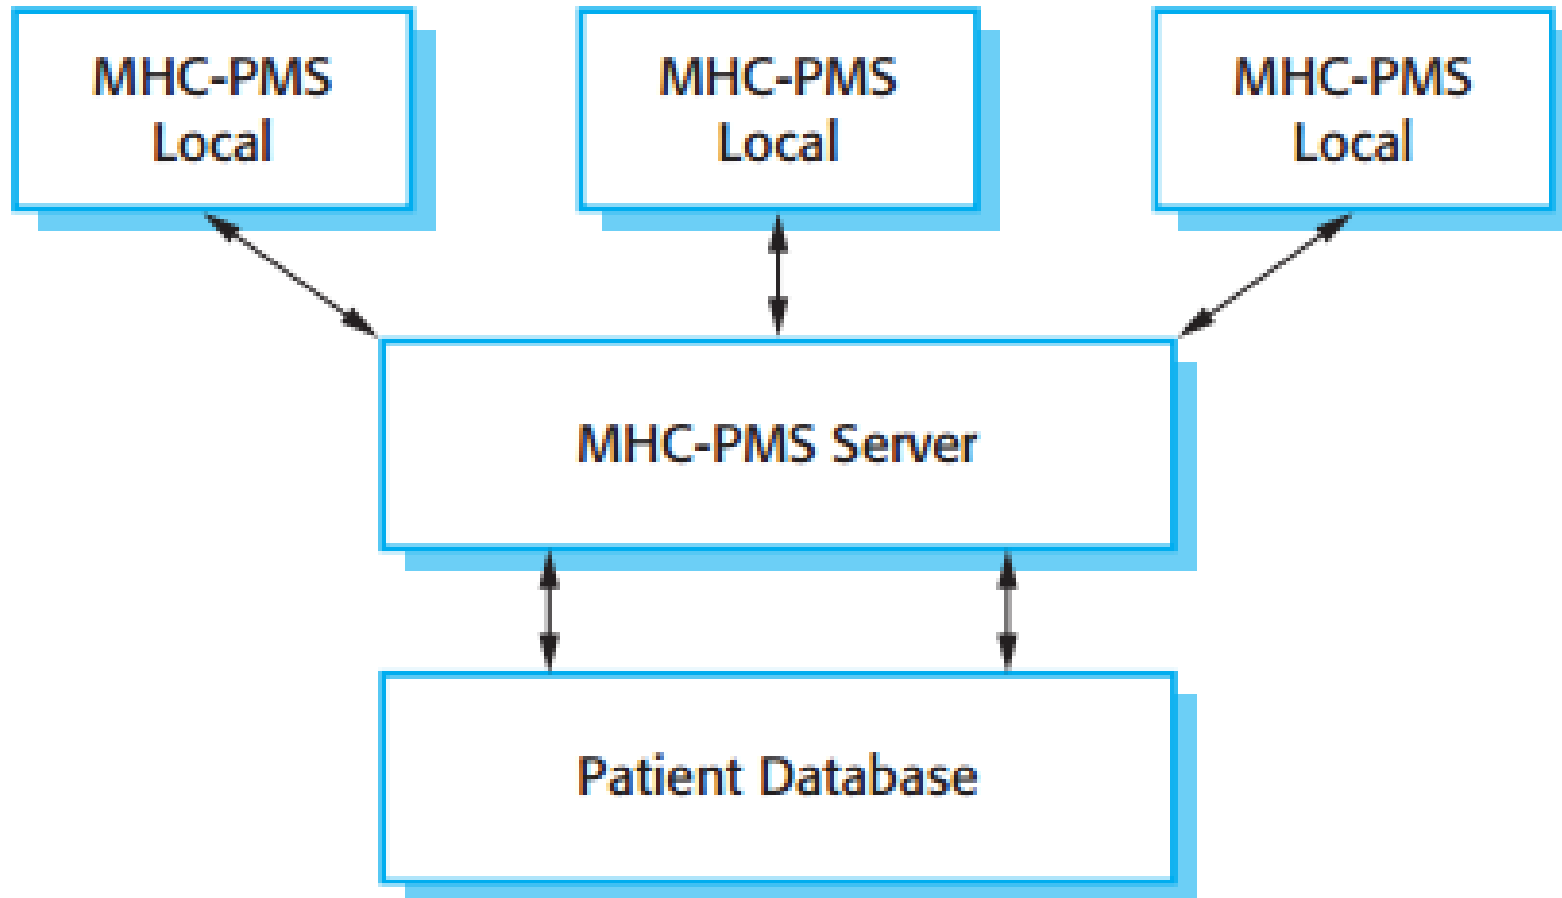 MHC-PMS
Local
MHC-PMS
Local
MHC-PMS
Local
MHC-PMS Server
Patient Database